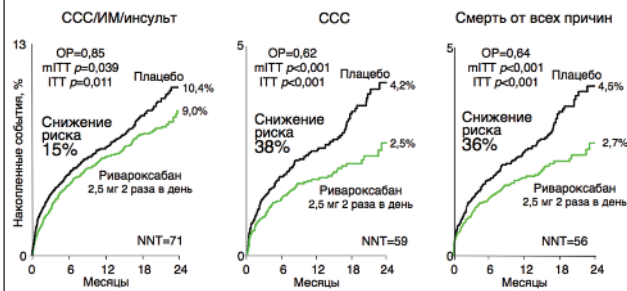 ССС/ИМ/инсульт
13
ОР=0,85
mITT p=0,039
ITT p=0,011
Плацебо
10,4%
9,0%
Снижение
риска
15%
Ривароксабан
2,5 мг 2 раза в день
NNT=71
Накопленные события, %
0
0 6 12 18 24
Месяцы
ССС
5
ОР=0,62
mITT p<0,001
ITT p<0,001
Плацебо
4,2%
Снижение
риска
38%
2,5%
Ривароксабан
2,5 мг 2 раза в день
NNT=59
0
0 6 12 18 24
Месяцы
Смерть от всех причин
5
ОР=0,64
mITT p<0,001
ITT p<0,001
Плацебо
4,5%
Снижение
риска
36%
2,7%
Ривароксабан
2,5 мг 2 раза в день
NNT=56
0
0 6 12 18 24
Месяцы